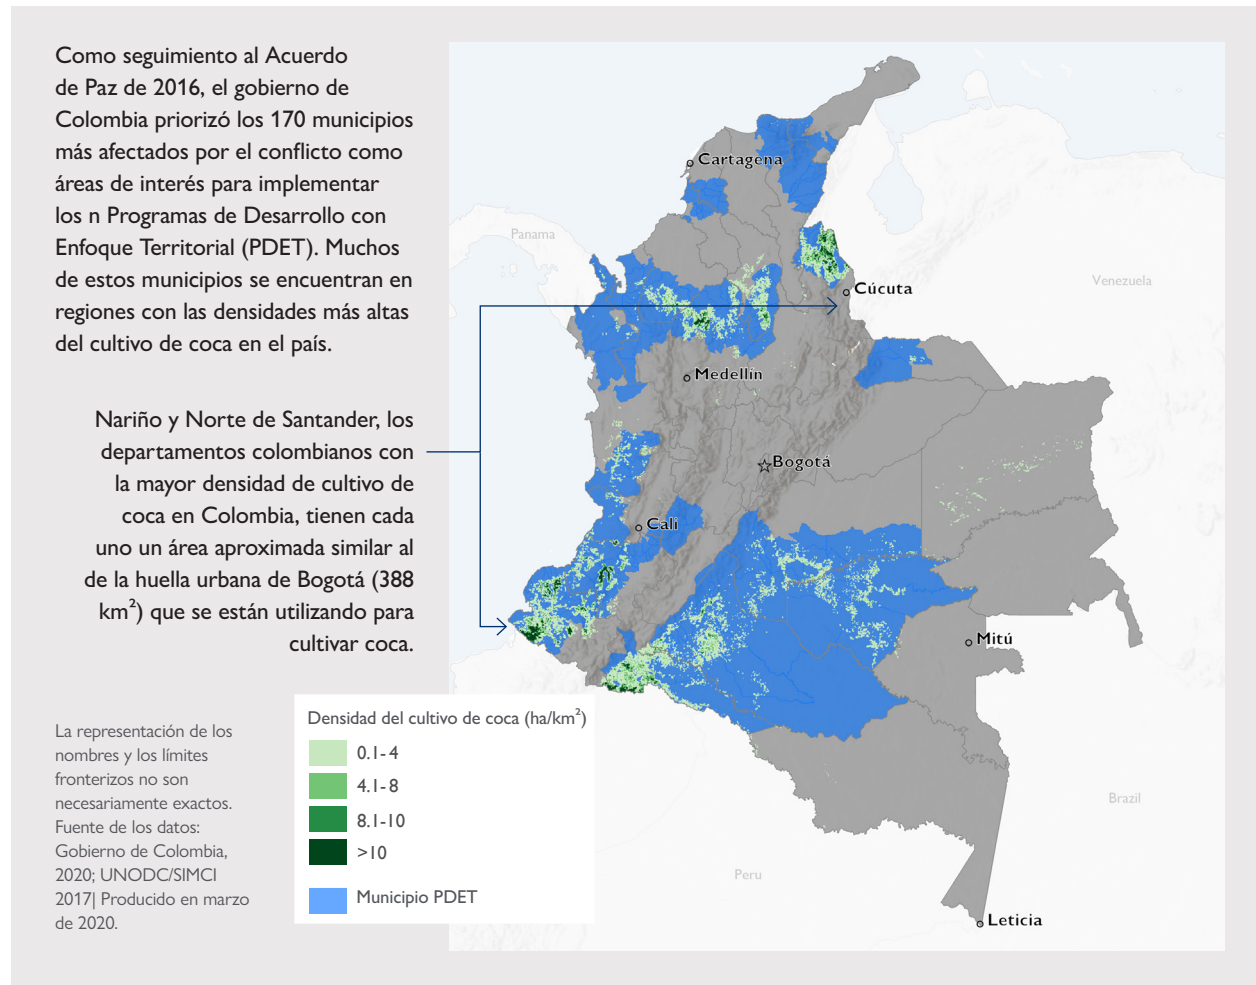 Como seguimiento al Acuerdo
de Paz de 2016, el gobierno de
Colombia priorizó los 170 municipios
más afectados por el conflicto como
áreas de interés para implementar
los n Programas de Desarrollo con
Enfoque Territorial (PDET). Muchos
de estos municipios se encuentran en
regiones con las densidades más altas
del cultivo de coca en el país.
Nariño y Norte de Santander, los
departamentos colombianos con
la mayor densidad de cultivo de
coca en Colombia, tienen cada
uno un área aproximada similar al
de la huella urbana de Bogotá (388
km²) que se están utilizando para
cultivar coca.
La representación de los
nombres y los límites
fronterizos no son
necesariamente exactos.
Fuente de los datos:
Gobierno de Colombia,
2020; UNODC/SIMCI
2017| Producido en marzo
de 2020.
Densidad del cultivo de coca (ha/km²)
0.1- 4
4.1- 8
8.1-10
>10
Municipio PDET
Cartagena
Panama
Venezuela
Cúcuta
Medellín
Bogotá
Cali
Mitú
Brazil
Peru
Leticia